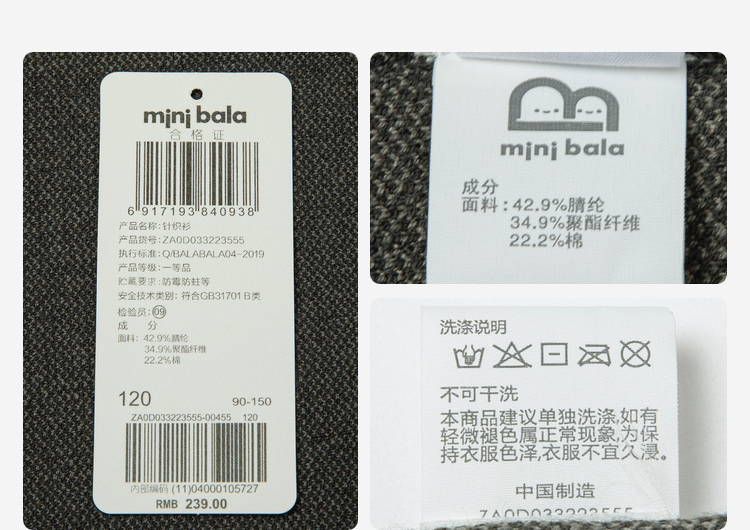 mini bala
合格证
6 917193 840938
产品名称:针织衫
产品货号:ZA0D033223555
执行标准:Q/BALABALA04-2019
产品等级:一等品
贮藏要求:防霉防蛀等
安全技术类别: 符合GB31701 B类
检验员:09
成 分
面料: 42.9%腈纶
34.9%聚酯纤维
22.2%棉
120 90-150
ZA0D033223555-00455 120
内部编码 (11)04000105727
RMB 239.00
mini bala
成分
面料:42.9%腈纶
34.9%聚酯纤维
22.2%棉
洗涤说明
不可干洗
本商品建议单独洗涤,如有
轻微褪色属正常现象,为保
持衣服色泽,衣服不宜久浸。
中国制造
ZA0D033223555